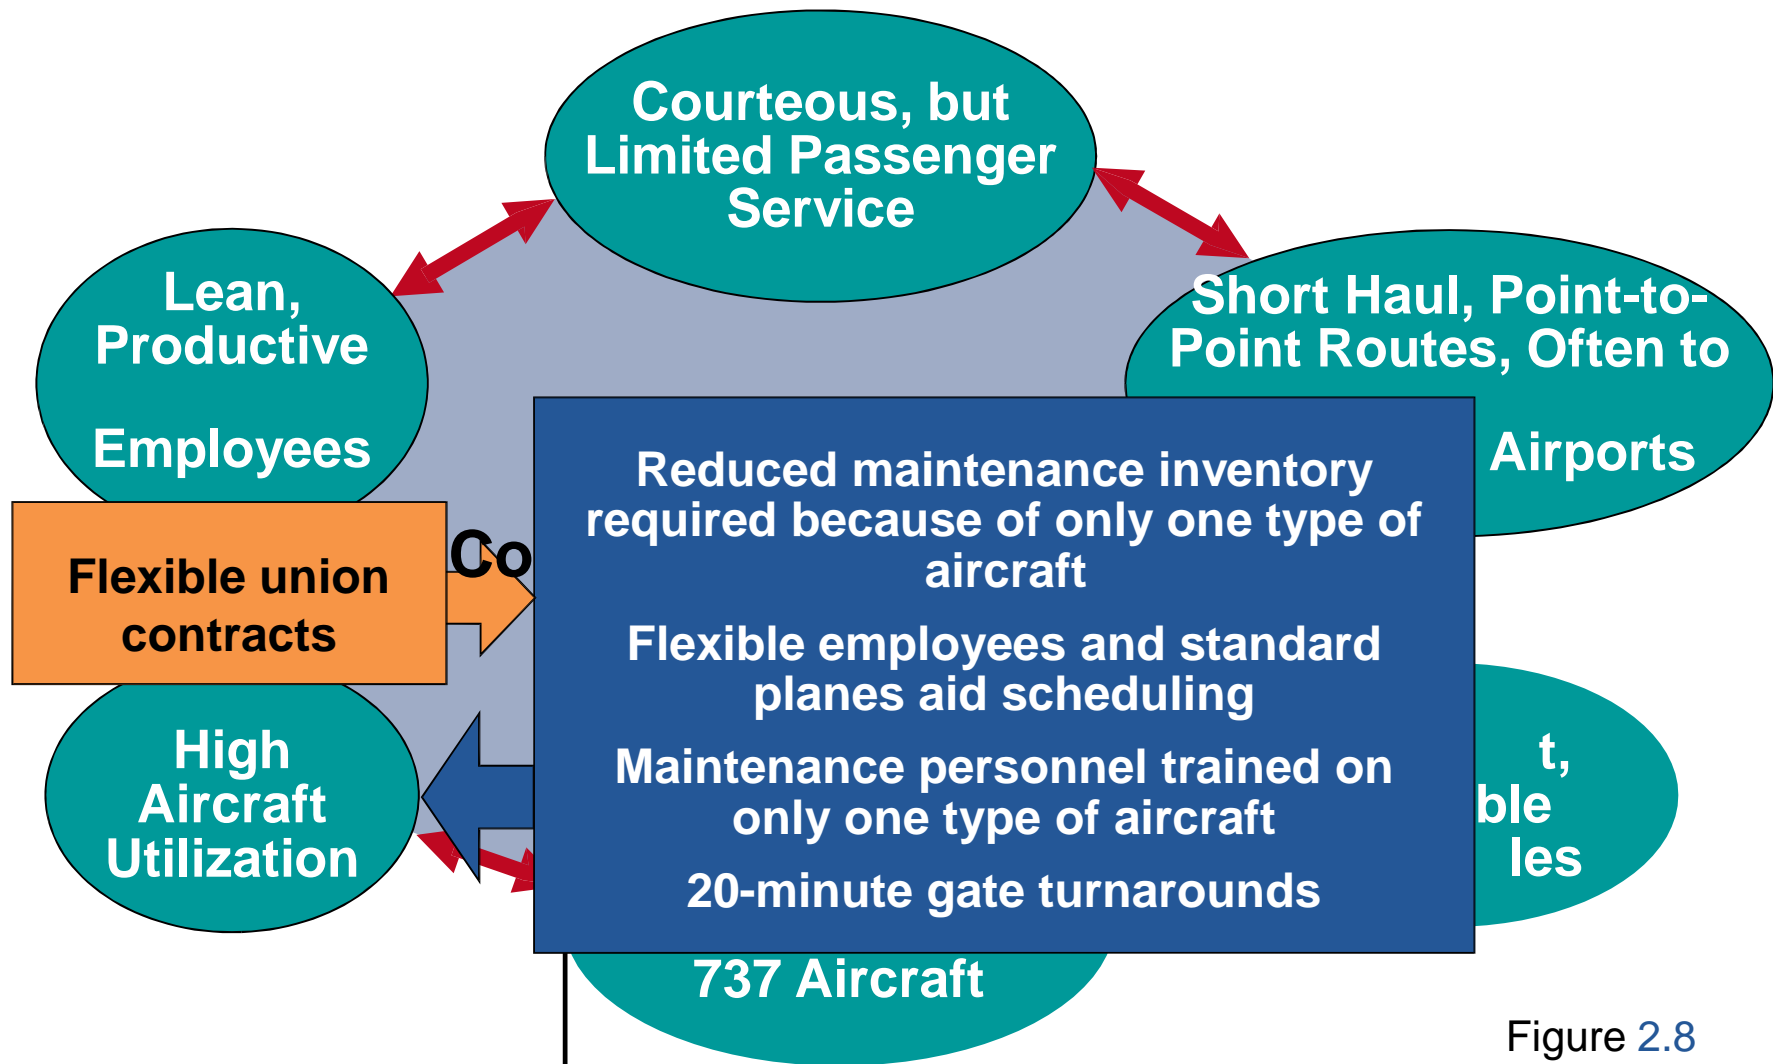 Courteous, but
Limited Passenger
Service
Lean,
Productive
Employees
Short Haul, Point-to-
Point Routes, Often to
Airports
Flexible union
contracts
Co
Reduced maintenance inventory
required because of only one type of
aircraft
Flexible employees and standard
planes aid scheduling
Maintenance personnel trained on
only one type of aircraft
20-minute gate turnarounds
High
Aircraft
Utilization
t,
ble
les
737 Aircraft
Figure 2.8